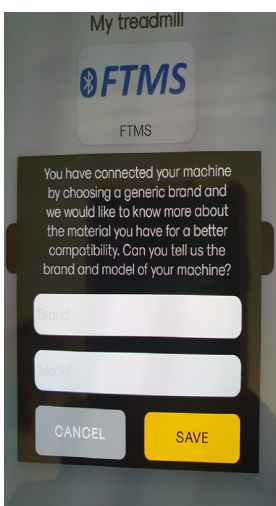 My treadmill
FTMS
FTMS
You have connected your machine
by choosing a generic brand and
we would like to know more about
the material you have for a better
compatibility. Can you tell us the
brand and model of your machine?
Brand
Model
CANCEL
SAVE